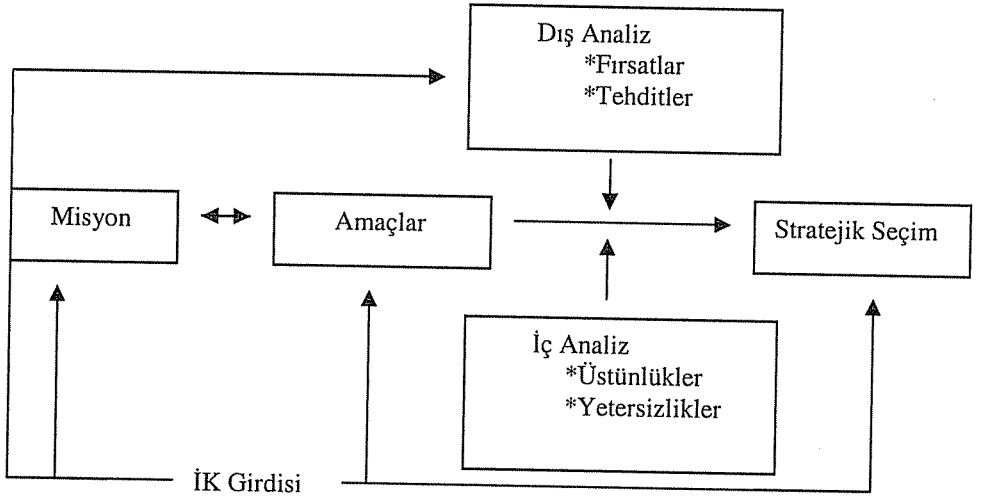 Dış Analiz
*Fırsatlar
*Tehditler
Misyon
Amaçlar
Stratejik Seçim
İç Analiz
*Üstünlükler
*Yetersizlikler
İK Girdisi